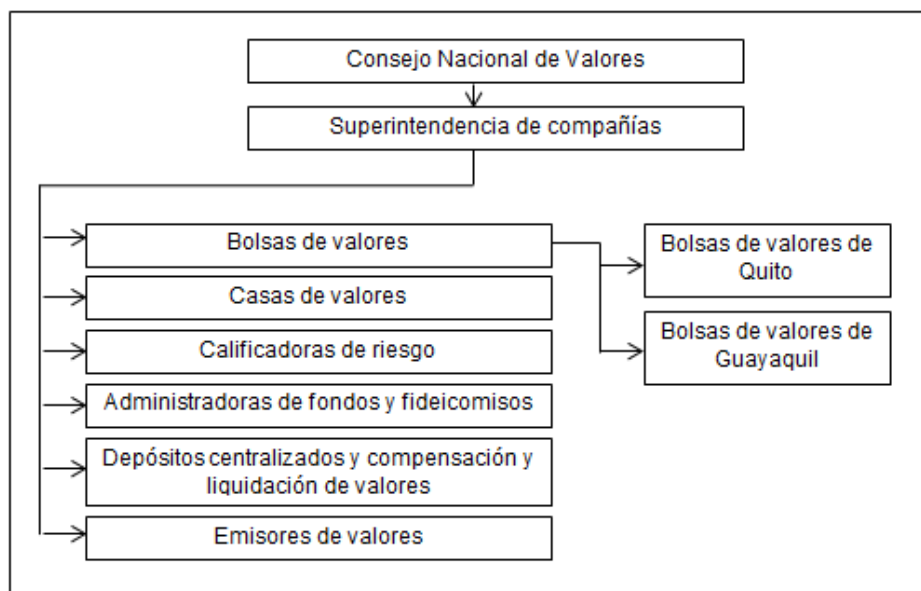 Consejo Nacional de Valores
Superintendencia de compañías
Bolsas de valores
Bolsas de valores de
Quito
Casas de valores
Bolsas de valores de
Guayaquil
Calificadoras de riesgo
Administradoras de fondos y fideicomisos
Depósitos centralizados y compensación y
liquidación de valores
Emisores de valores